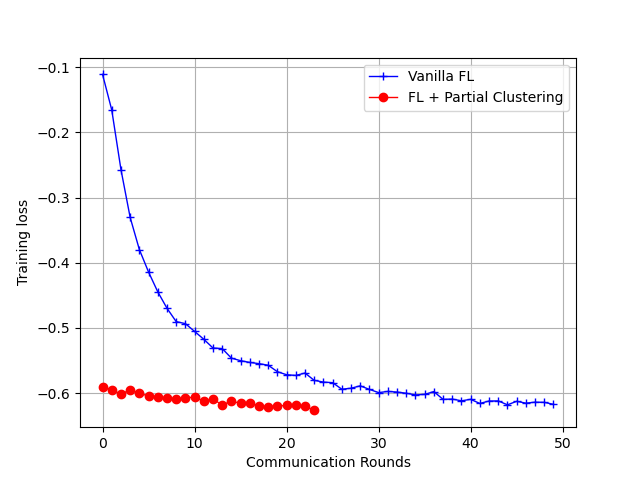 Vanilla FL
FL + Partial Clustering
−0.1
−0.2
−0.3
−0.4
−0.5
−0.6
Training loss
0 10 20 30 40 50
Communication Rounds